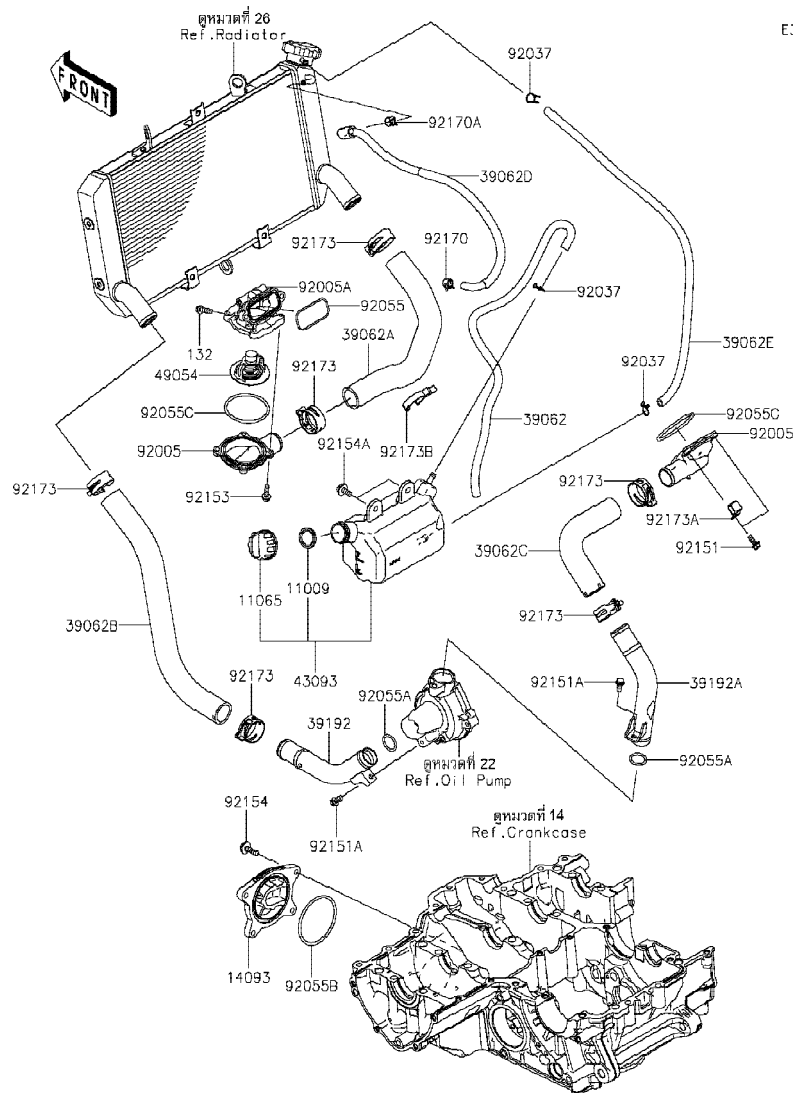 ดูหมวดที่ 26
Ref.Radiator
E3
FRONT
92037
92170A
39062D
92173
92170
92005A
92055
92037
132
39062A
39062E
49054
92173
92037
92055C
39062
92055C
92005
92154A
92173B
92005
92173
92153
92173
92173A
39062C
92151
11065
11009
39062B
92173
43093
92173
92055A
92151A
39192A
39192
ดูหมวดที่ 22
Ref.Oil Pump
92055A
92154
92151A
ดูหมวดที่ 14
Ref.Crankcase
14093
92055B